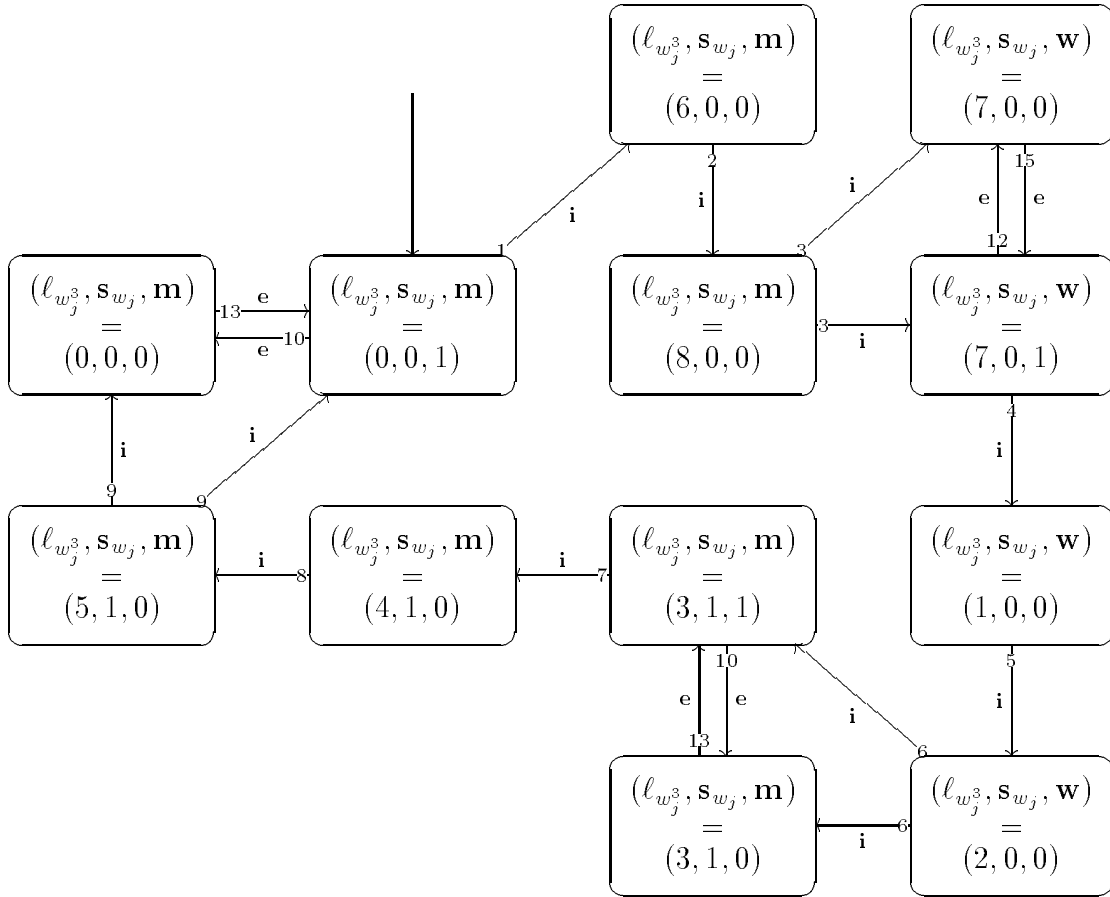 (ℓ_{w_j^3}, s_{w_j}, m)
=
(6, 0, 0)
(ℓ_{w_j^3}, s_{w_j}, w)
=
(7, 0, 0)
1
i
2
i
3
i
12
e
15
e
(ℓ_{w_j^3}, s_{w_j}, m)
=
(0, 0, 0)
13
e
10
e
(ℓ_{w_j^3}, s_{w_j}, m)
=
(0, 0, 1)
(ℓ_{w_j^3}, s_{w_j}, m)
=
(8, 0, 0)
3
i
(ℓ_{w_j^3}, s_{w_j}, w)
=
(7, 0, 1)
9
i
9
i
4
i
(ℓ_{w_j^3}, s_{w_j}, m)
=
(5, 1, 0)
8
i
(ℓ_{w_j^3}, s_{w_j}, m)
=
(4, 1, 0)
7
i
(ℓ_{w_j^3}, s_{w_j}, m)
=
(3, 1, 1)
(ℓ_{w_j^3}, s_{w_j}, w)
=
(1, 0, 0)
13
e
10
e
6
i
5
i
(ℓ_{w_j^3}, s_{w_j}, m)
=
(3, 1, 0)
6
i
(ℓ_{w_j^3}, s_{w_j}, w)
=
(2, 0, 0)